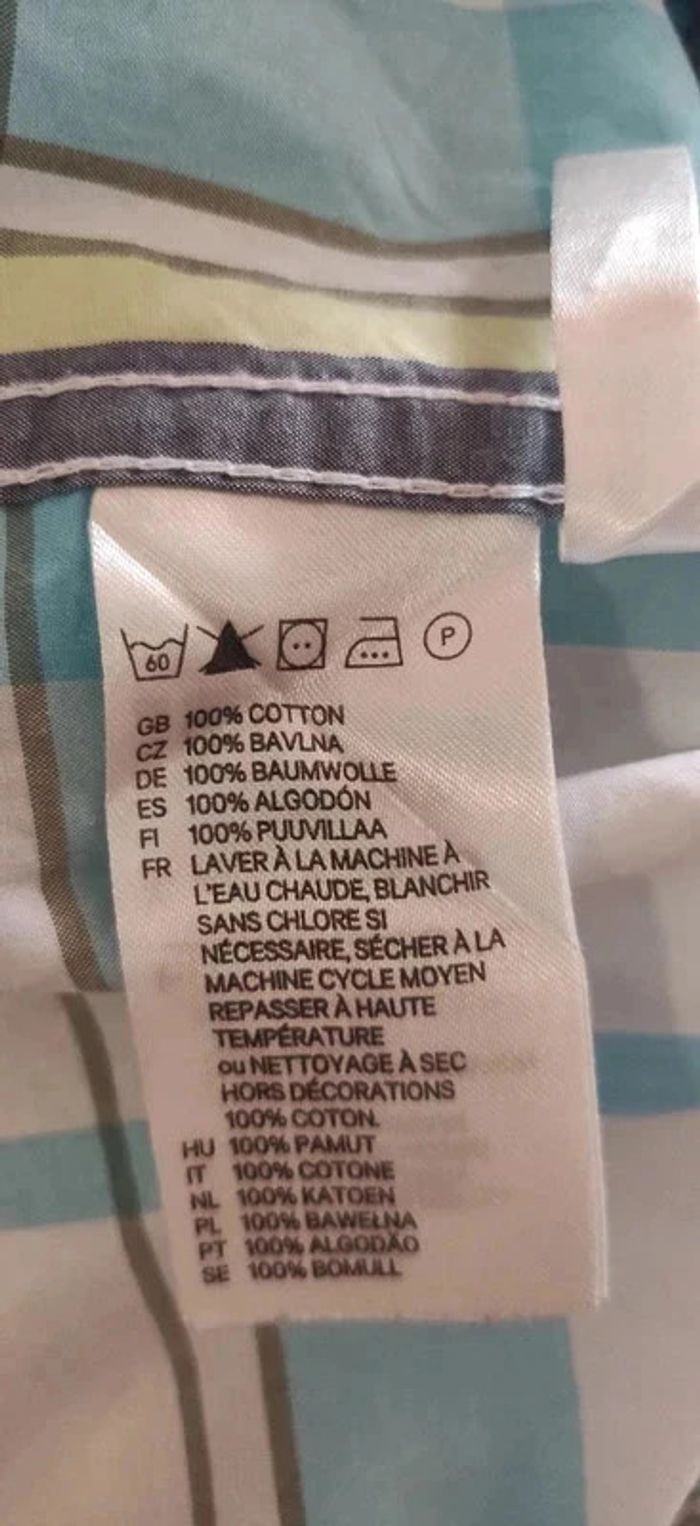 60 P
GB 100% COTTON
CZ 100% BAVLNA
DE 100% BAUMWOLLE
ES 100% ALGODÓN
FI 100% PUUVILLAA
FR LAVER À LA MACHINE À
L'EAU CHAUDE, BLANCHIR
SANS CHLORE SI
NÉCESSAIRE, SÉCHER À LA
MACHINE CYCLE MOYEN
REPASSER À HAUTE
TEMPÉRATURE
ou NETTOYAGE À SEC
HORS DÉCORATIONS
100% COTON.
HU 100% PAMUT
IT 100% COTONE
NL 100% KATOEN
PL 100% BAWEŁNA
PT 100% ALGODÃO
SE 100% BOMULL